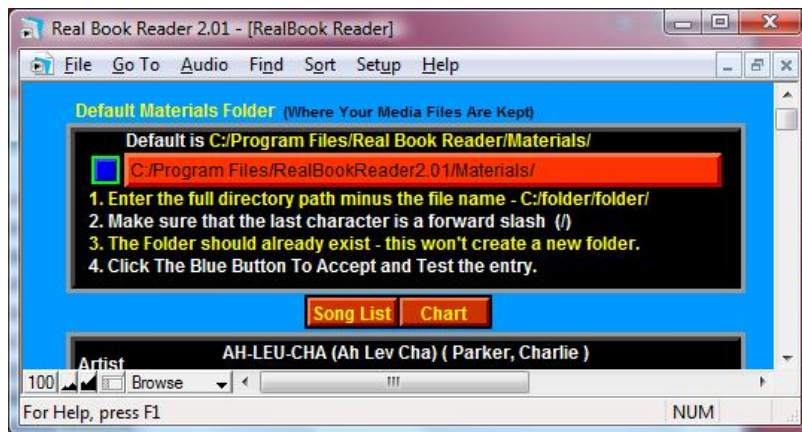 Real Book Reader 2.01 - [RealBook Reader]
File Go To Audio Find Sort Setup Help
Default Materials Folder (Where Your Media Files Are Kept)
Default is C:/Program Files/Real Book Reader/Materials/
C:/Program Files/RealBookReader2.01/Materials/
1. Enter the full directory path minus the file name - C:/folder/folder/
2. Make sure that the last character is a forward slash (/)
3. The Folder should already exist - this won't create a new folder.
4. Click The Blue Button To Accept and Test the entry.
Song List Chart
AH-LEU-CHA (Ah Lev Cha) ( Parker, Charlie )
Artist
100 Browse
For Help, press F1 NUM